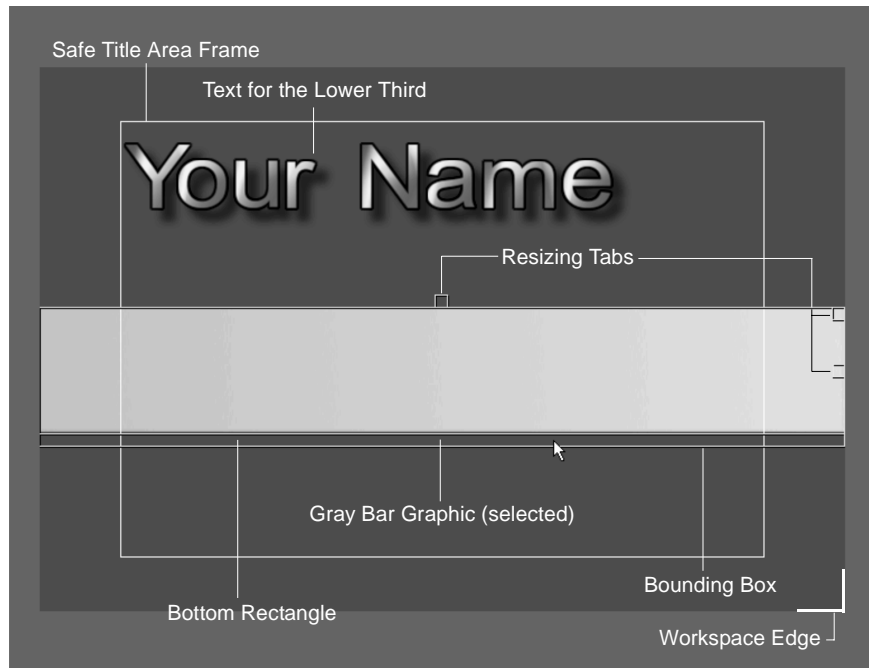 Safe Title Area Frame
Text for the Lower Third
Your Name
Resizing Tabs
Gray Bar Graphic (selected)
Bounding Box
Bottom Rectangle
Workspace Edge